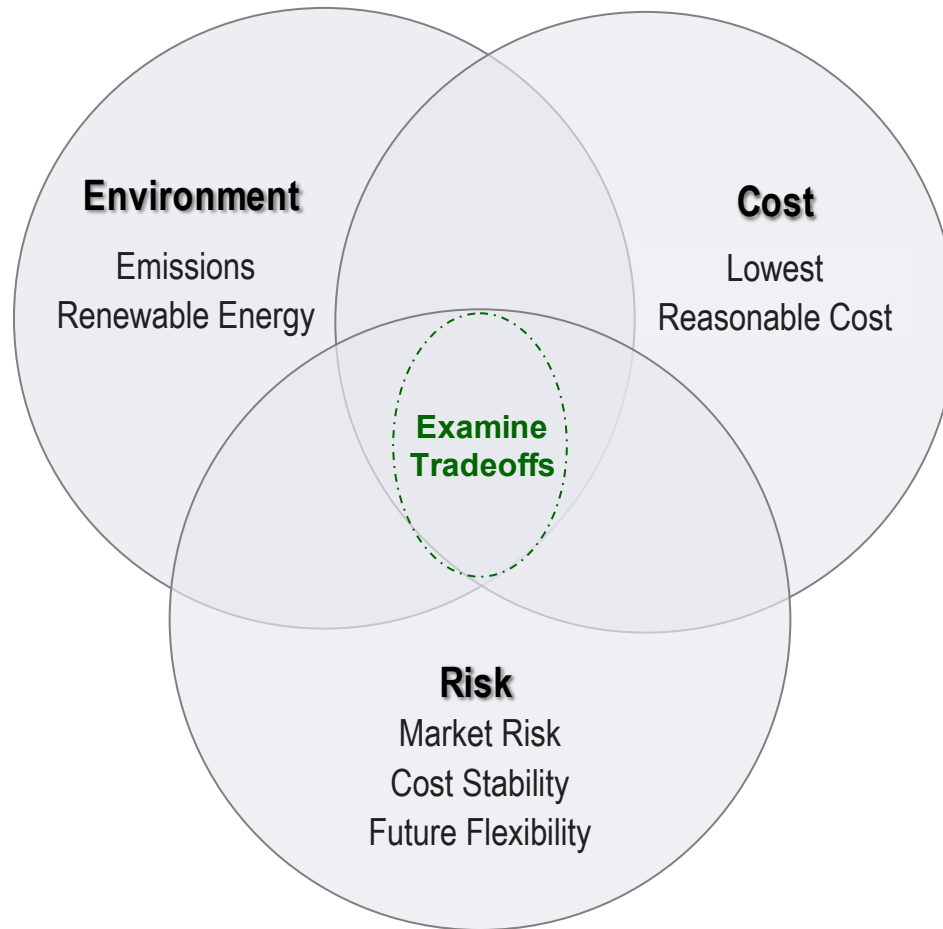 Environment
Emissions
Renewable Energy
Cost
Lowest
Reasonable Cost
Examine
Tradeoffs
Risk
Market Risk
Cost Stability
Future Flexibility